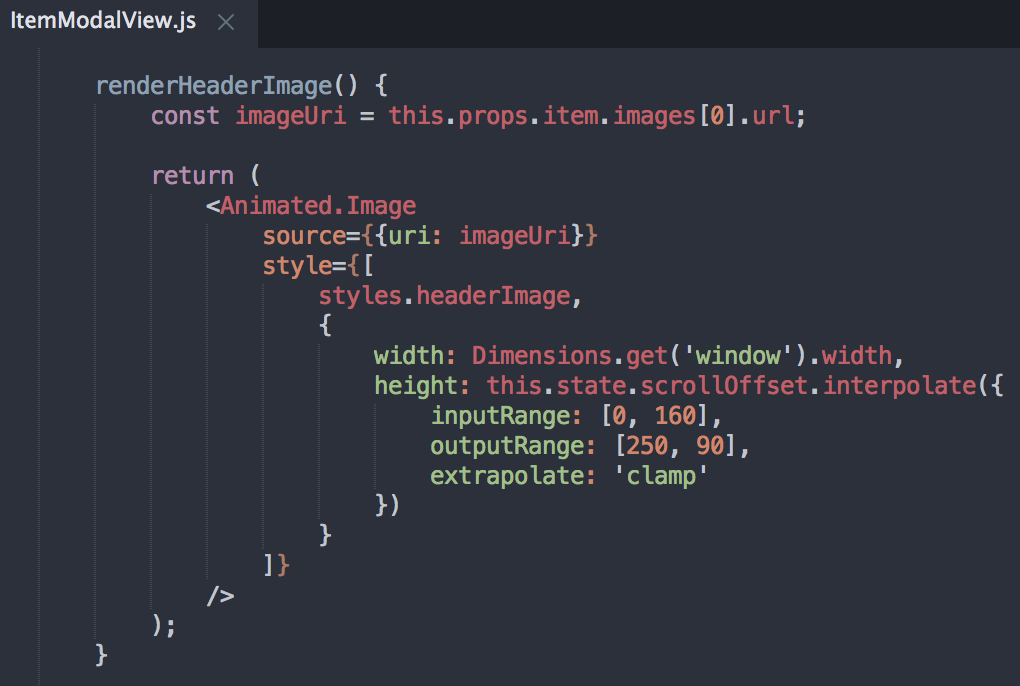 ItemModalView.js ×
renderHeaderImage() {
const imageUri = this.props.item.images[0].url;
return (
<Animated.Image
source={{uri: imageUri}}
style={[
styles.headerImage,
{
width: Dimensions.get('window').width,
height: this.state.scrollOffset.interpolate({
inputRange: [0, 160],
outputRange: [250, 90],
extrapolate: 'clamp'
})
}
]}
/>
);
}